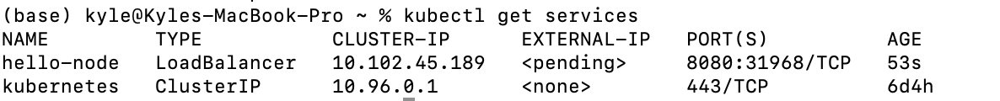 (base) kyle@Kyles-MacBook-Pro ~ % kubectl get services
NAME         TYPE           CLUSTER-IP      EXTERNAL-IP   PORT(S)          AGE
hello-node   LoadBalancer   10.102.45.189   <pending>     8080:31968/TCP   53s
kubernetes   ClusterIP      10.96.0.1       <none>        443/TCP          6d4h